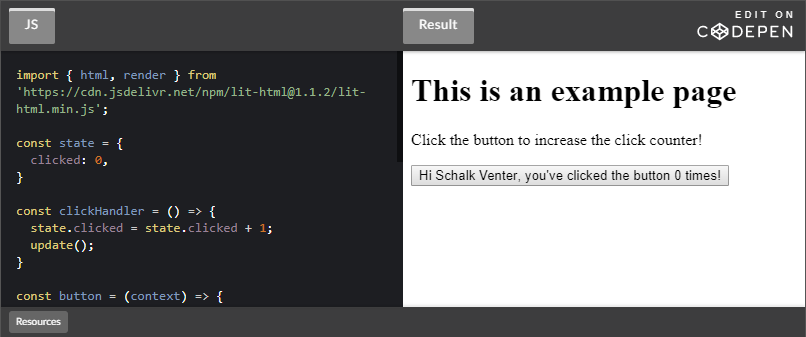 JS
Result
EDIT ON
CODEPEN
import { html, render } from
'https://cdn.jsdelivr.net/npm/lit-html@1.1.2/lit-
html.min.js';
const state = {
clicked: 0,
}
const clickHandler = () => {
state.clicked = state.clicked + 1;
update();
}
const button = (context) => {
This is an example page
Click the button to increase the click counter!
Hi Schalk Venter, you've clicked the button 0 times!
Resources